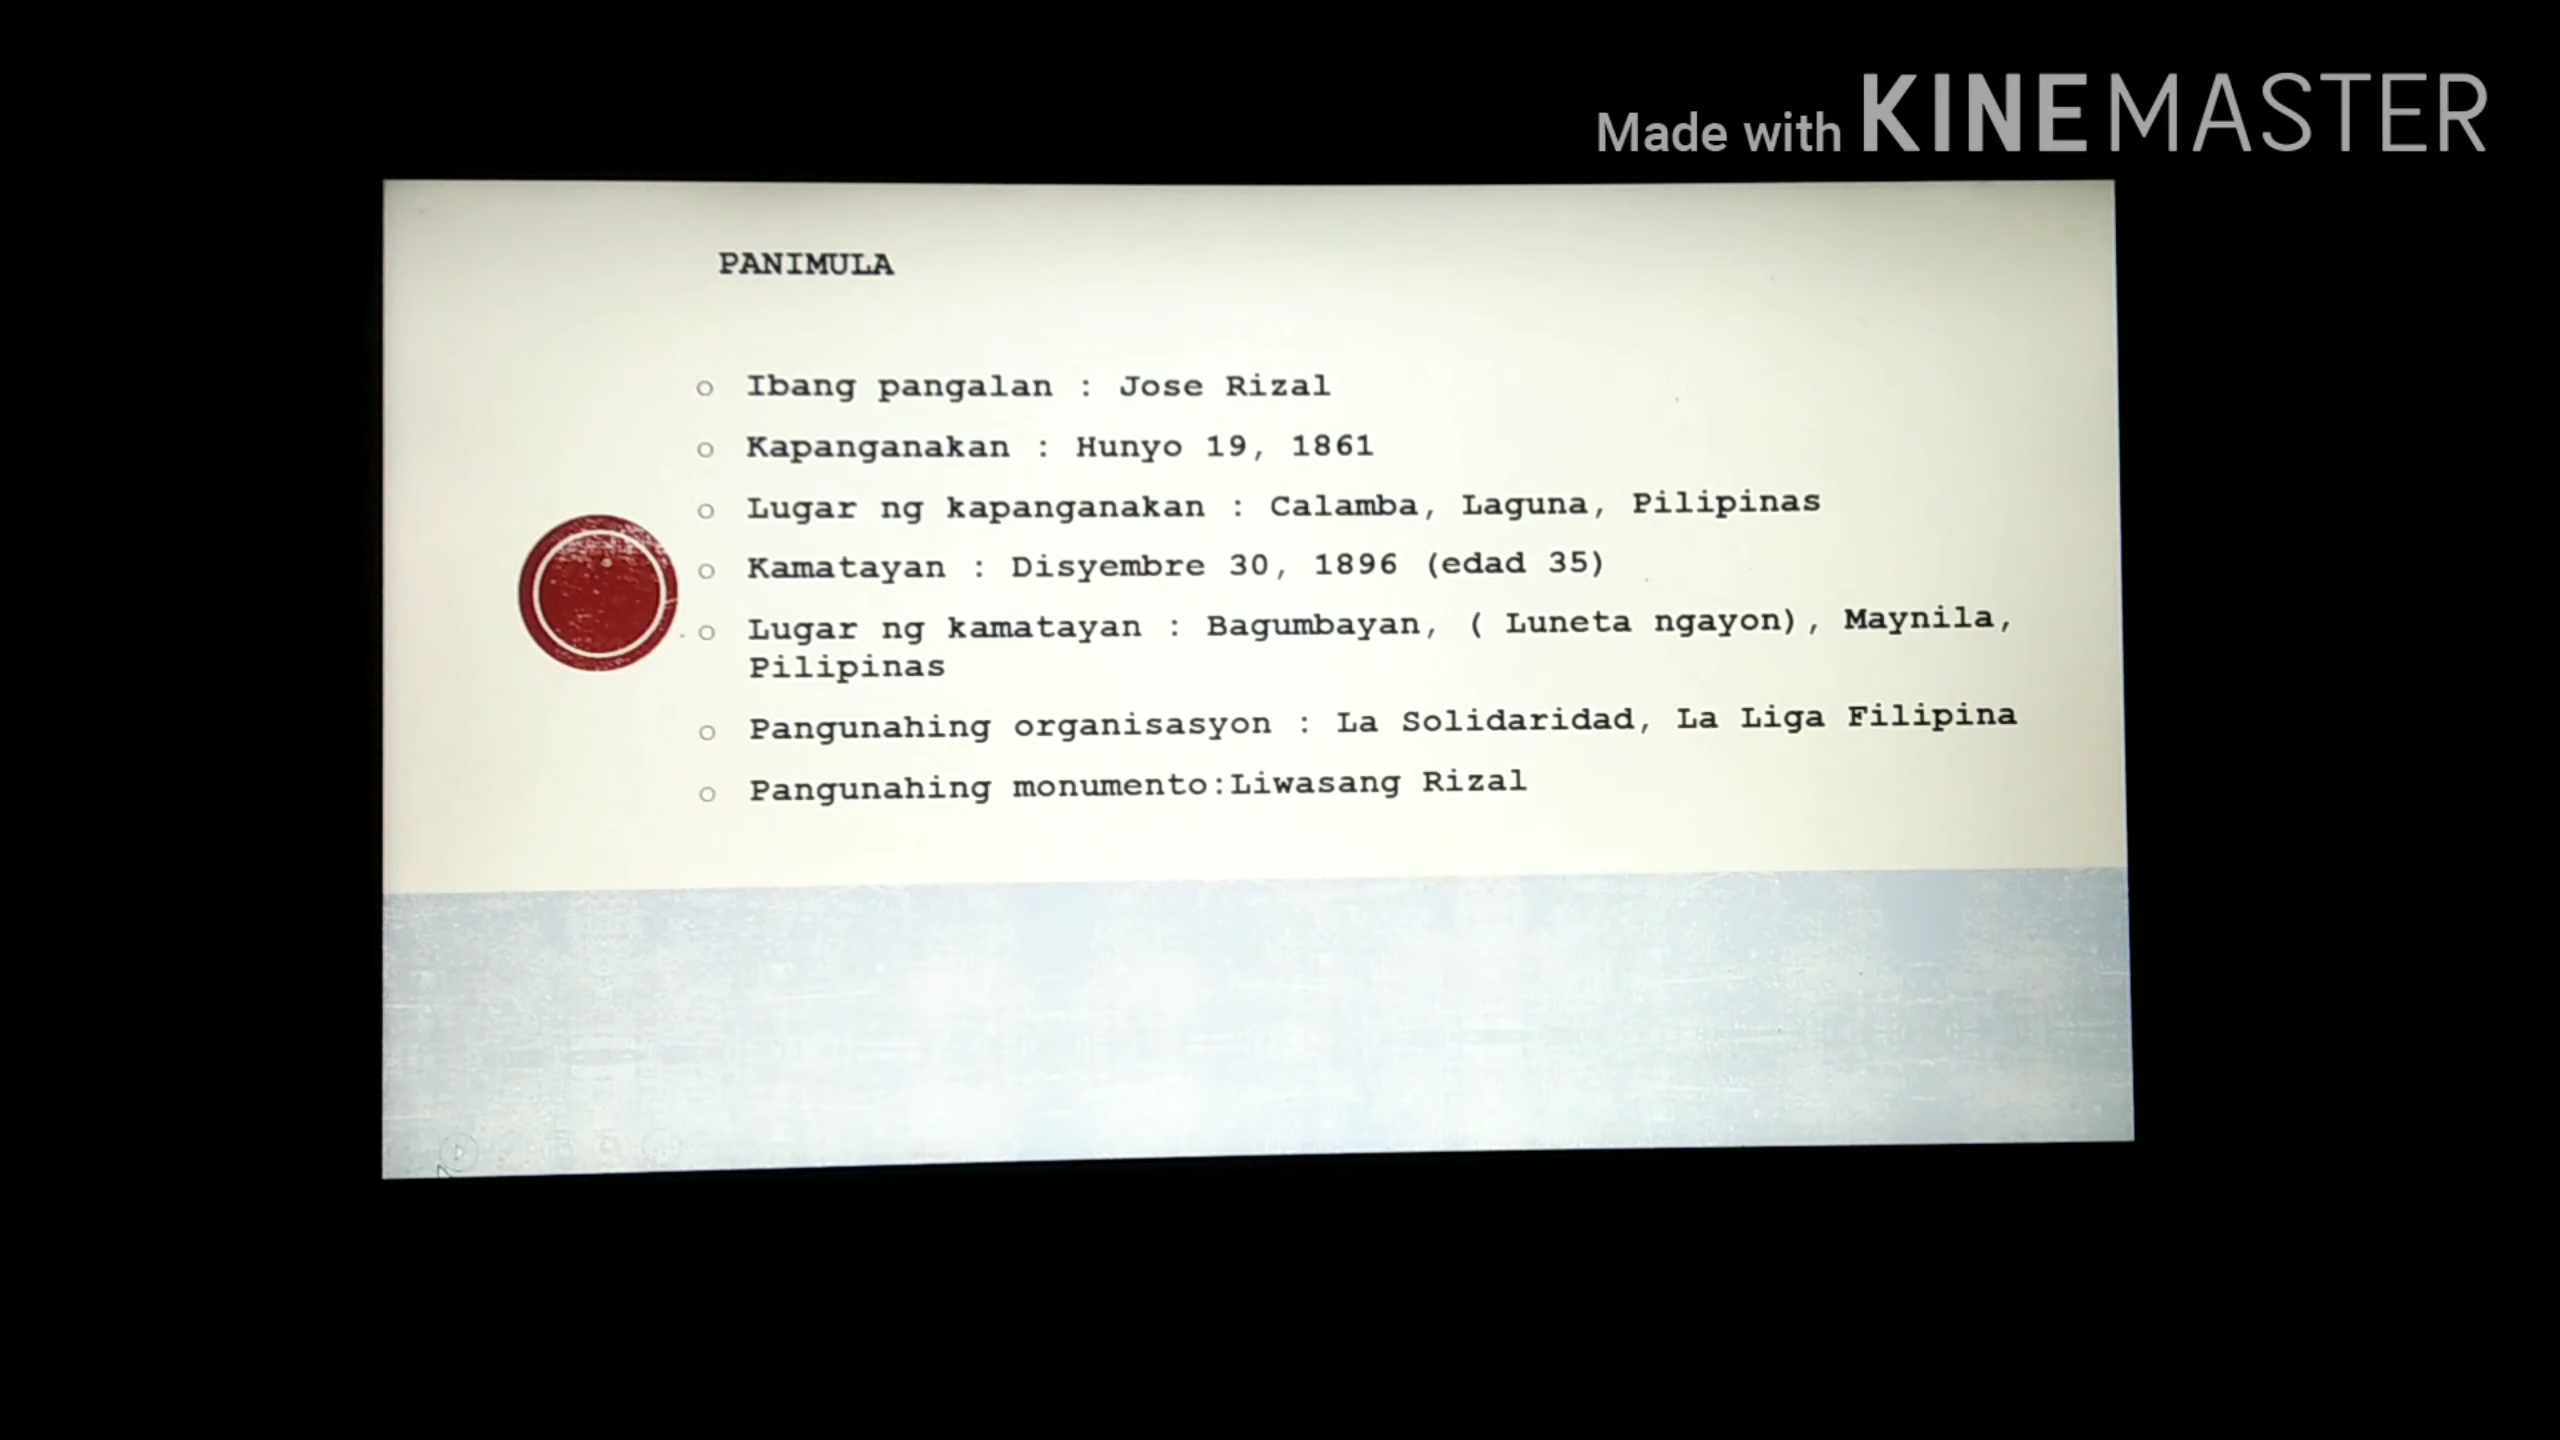 Made with KINEMASTER
PANIMULA
o Ibang pangalan : Jose Rizal
o Kapanganakan : Hunyo 19, 1861
o Lugar ng kapanganakan : Calamba, Laguna, Pilipinas
o Kamatayan : Disyembre 30, 1896 (edad 35)
o Lugar ng kamatayan : Bagumbayan, ( Luneta ngayon), Maynila,
Pilipinas
o Pangunahing organisasyon : La Solidaridad, La Liga Filipina
o Pangunahing monumento:Liwasang Rizal